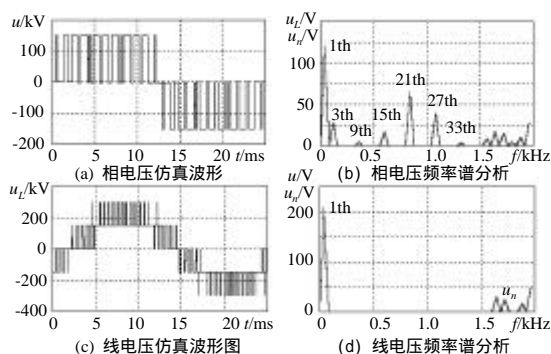 u/kV
100
0
-100
-200
0 5 10 15 20 t/ms
(a) 相电压仿真波形
u_L/V
u_n/V
125
75
50
25
0
1th
3th
9th
15th
21th
27th
33th
0 0.5 1.0 1.5 f/kHz
(b) 相电压频率谱分析
u_L/kV
200
0
-200
-400
0 5 10 15 20 t/ms
(c) 线电压仿真波形图
u/V
u_n/V
200
100
0
1th
u_n
0 0.5 1.0 1.5 f/kHz
(d) 线电压频率谱分析